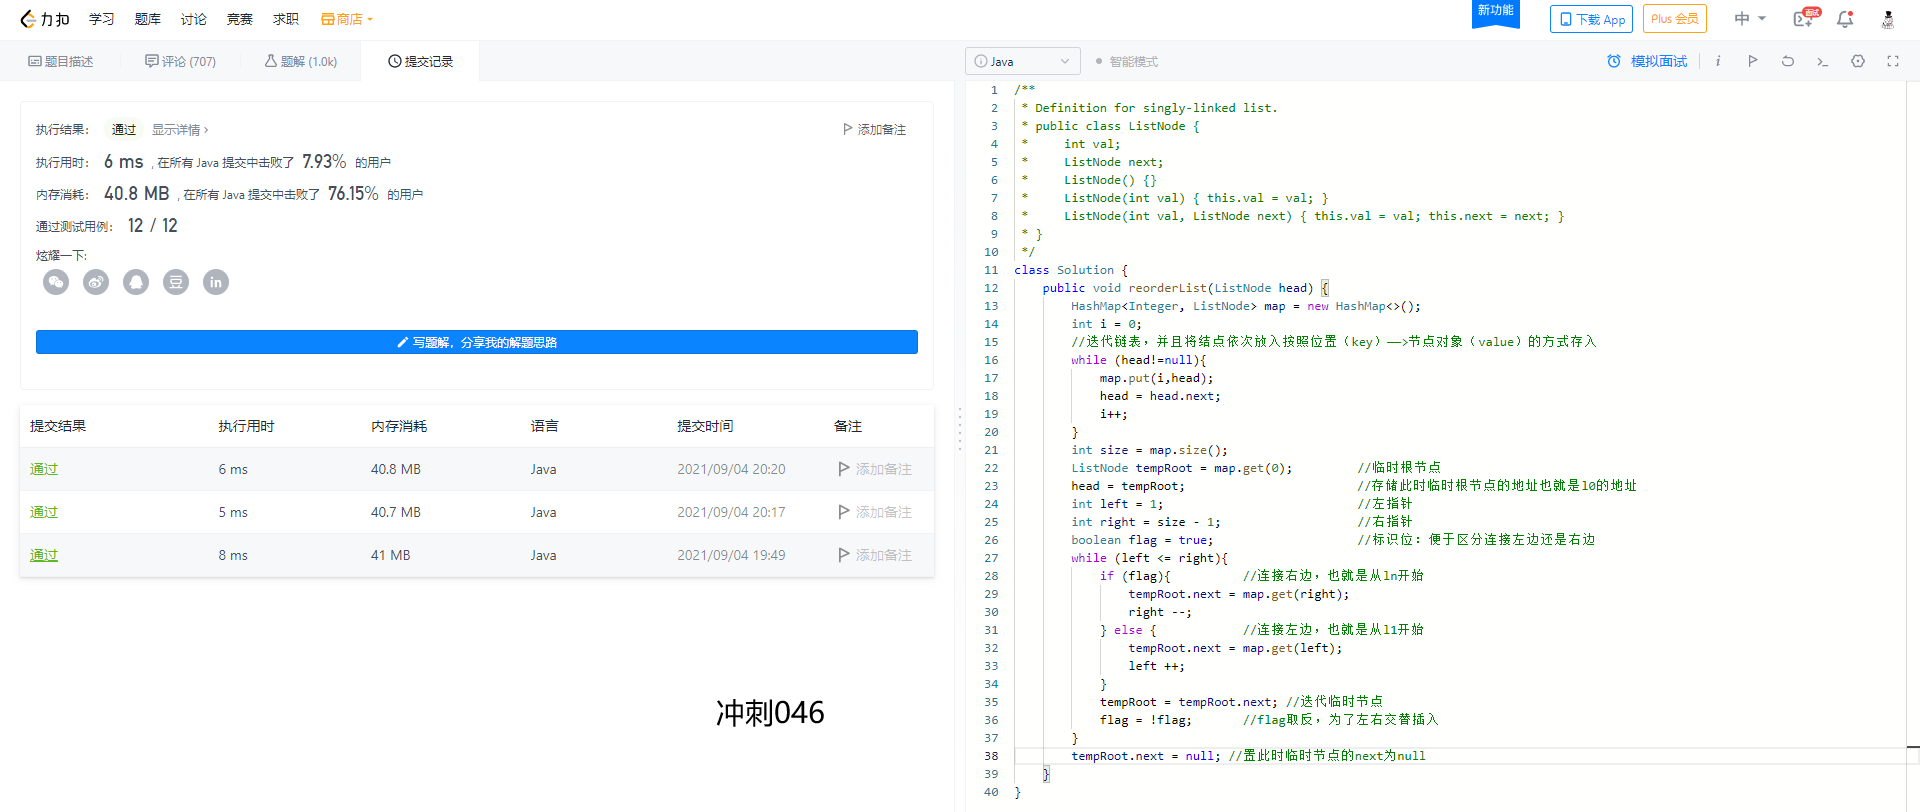 力扣 学习 题库 讨论 竞赛 求职 商店 新功能 下载 App Plus 会员 中 面试
题目描述 评论 (707) 题解 (1.0k) 提交记录
Java 智能模式 模拟面试
执行结果： 通过 显示详情 › 添加备注
执行用时： 6 ms , 在所有 Java 提交中击败了 7.93% 的用户
内存消耗： 40.8 MB , 在所有 Java 提交中击败了 76.15% 的用户
通过测试用例： 12 / 12
炫耀一下:
豆 in
写题解，分享我的解题思路
提交结果 执行用时 内存消耗 语言 提交时间 备注
通过 6 ms 40.8 MB Java 2021/09/04 20:20 添加备注
通过 5 ms 40.7 MB Java 2021/09/04 20:17 添加备注
通过 8 ms 41 MB Java 2021/09/04 19:49 添加备注
冲刺046
1 /**
2 * Definition for singly-linked list.
3 * public class ListNode {
4 *     int val;
5 *     ListNode next;
6 *     ListNode() {}
7 *     ListNode(int val) { this.val = val; }
8 *     ListNode(int val, ListNode next) { this.val = val; this.next = next; }
9 * }
10 */
11 class Solution {
12     public void reorderList(ListNode head) {
13         HashMap<Integer, ListNode> map = new HashMap<>();
14         int i = 0;
15         //迭代链表，并且将结点依次放入按照位置（key）——>节点对象（value）的方式存入
16         while (head!=null){
17             map.put(i,head);
18             head = head.next;
19             i++;
20         }
21         int size = map.size();
22         ListNode tempRoot = map.get(0);         //临时根节点
23         head = tempRoot;                        //存储此时临时根节点的地址也就是l0的地址
24         int left = 1;                           //左指针
25         int right = size - 1;                   //右指针
26         boolean flag = true;                    //标识位：便于区分连接左边还是右边
27         while (left <= right){
28             if (flag){          //连接右边，也就是从ln开始
29                 tempRoot.next = map.get(right);
30                 right --;
31             } else {            //连接左边，也就是从l1开始
32                 tempRoot.next = map.get(left);
33                 left ++;
34             }
35             tempRoot = tempRoot.next; //迭代临时节点
36             flag = !flag;       //flag取反，为了左右交替插入
37         }
38         tempRoot.next = null; //置此时临时节点的next为null
39     }
40 }